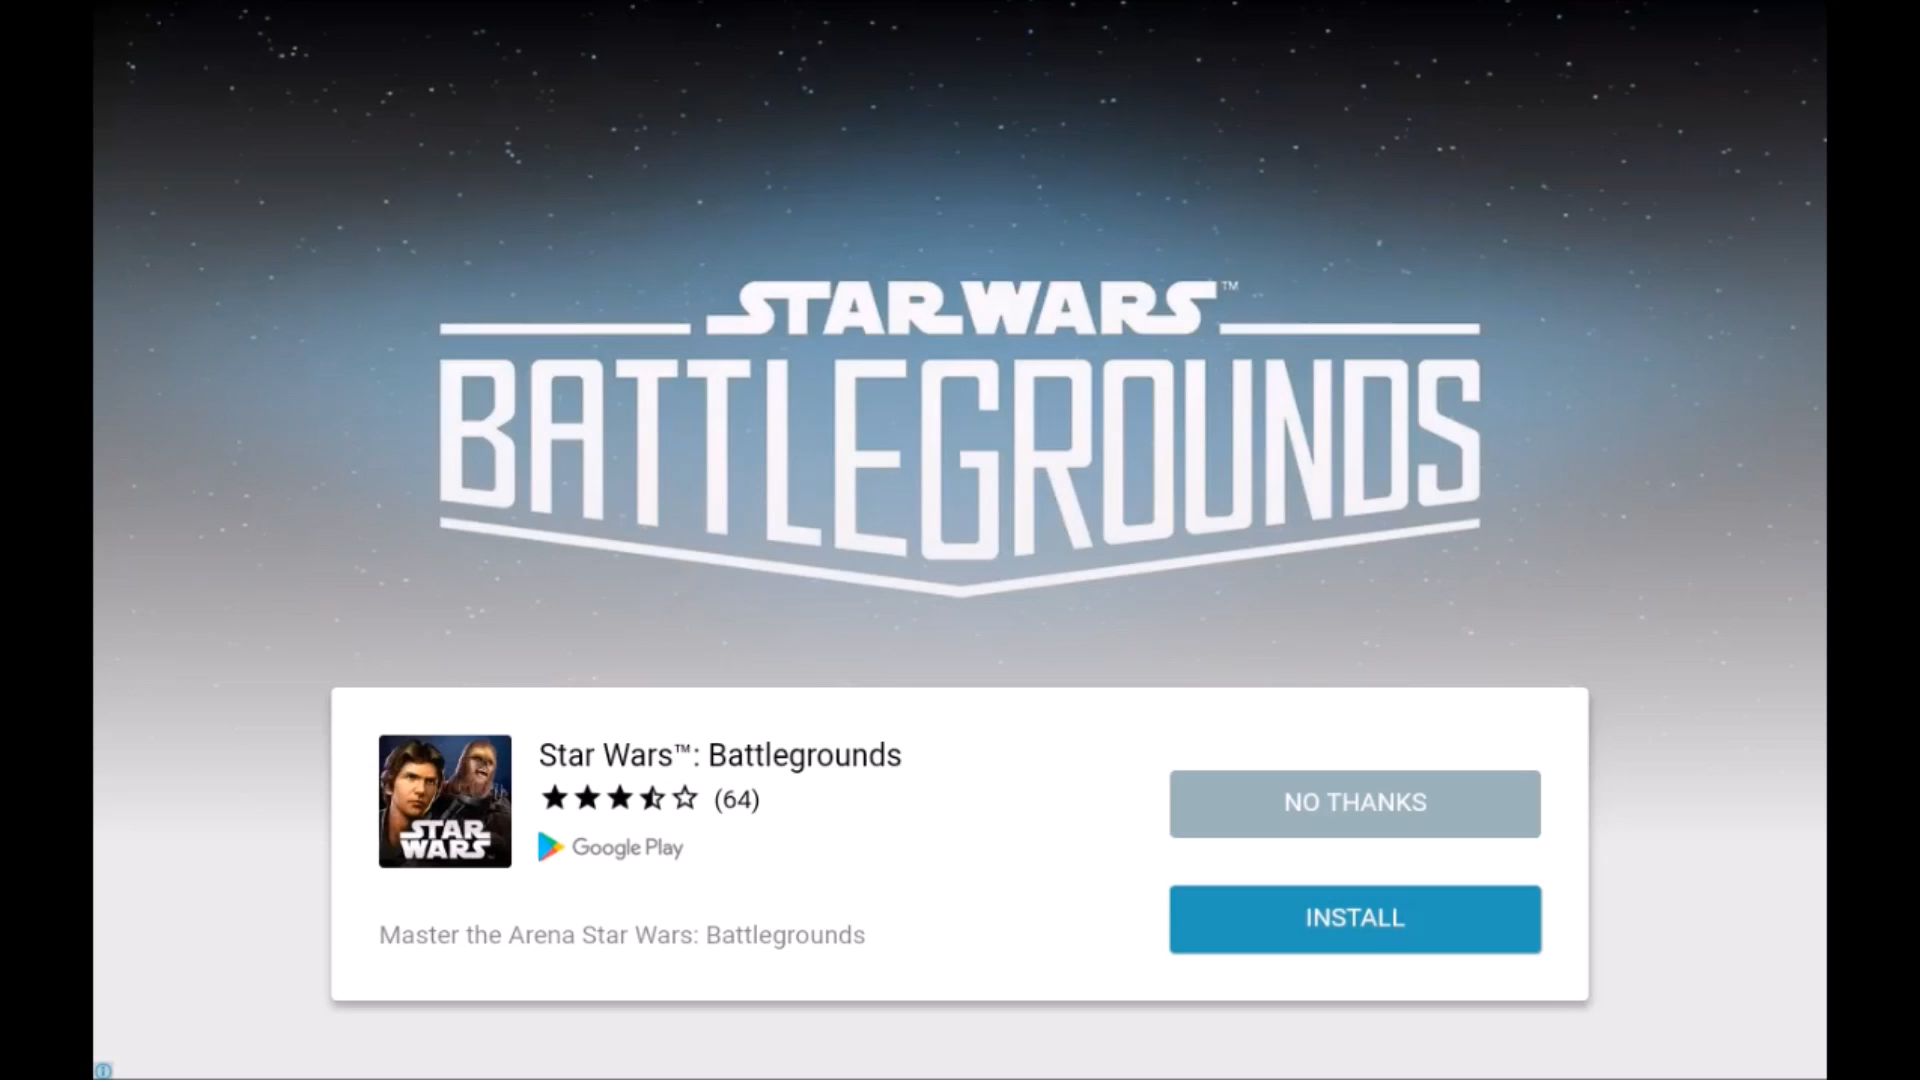 STAR WARS™
BATTLEGROUNDS
Star Wars™: Battlegrounds
(64)
Google Play
STAR
WARS
Master the Arena Star Wars: Battlegrounds
NO THANKS
INSTALL